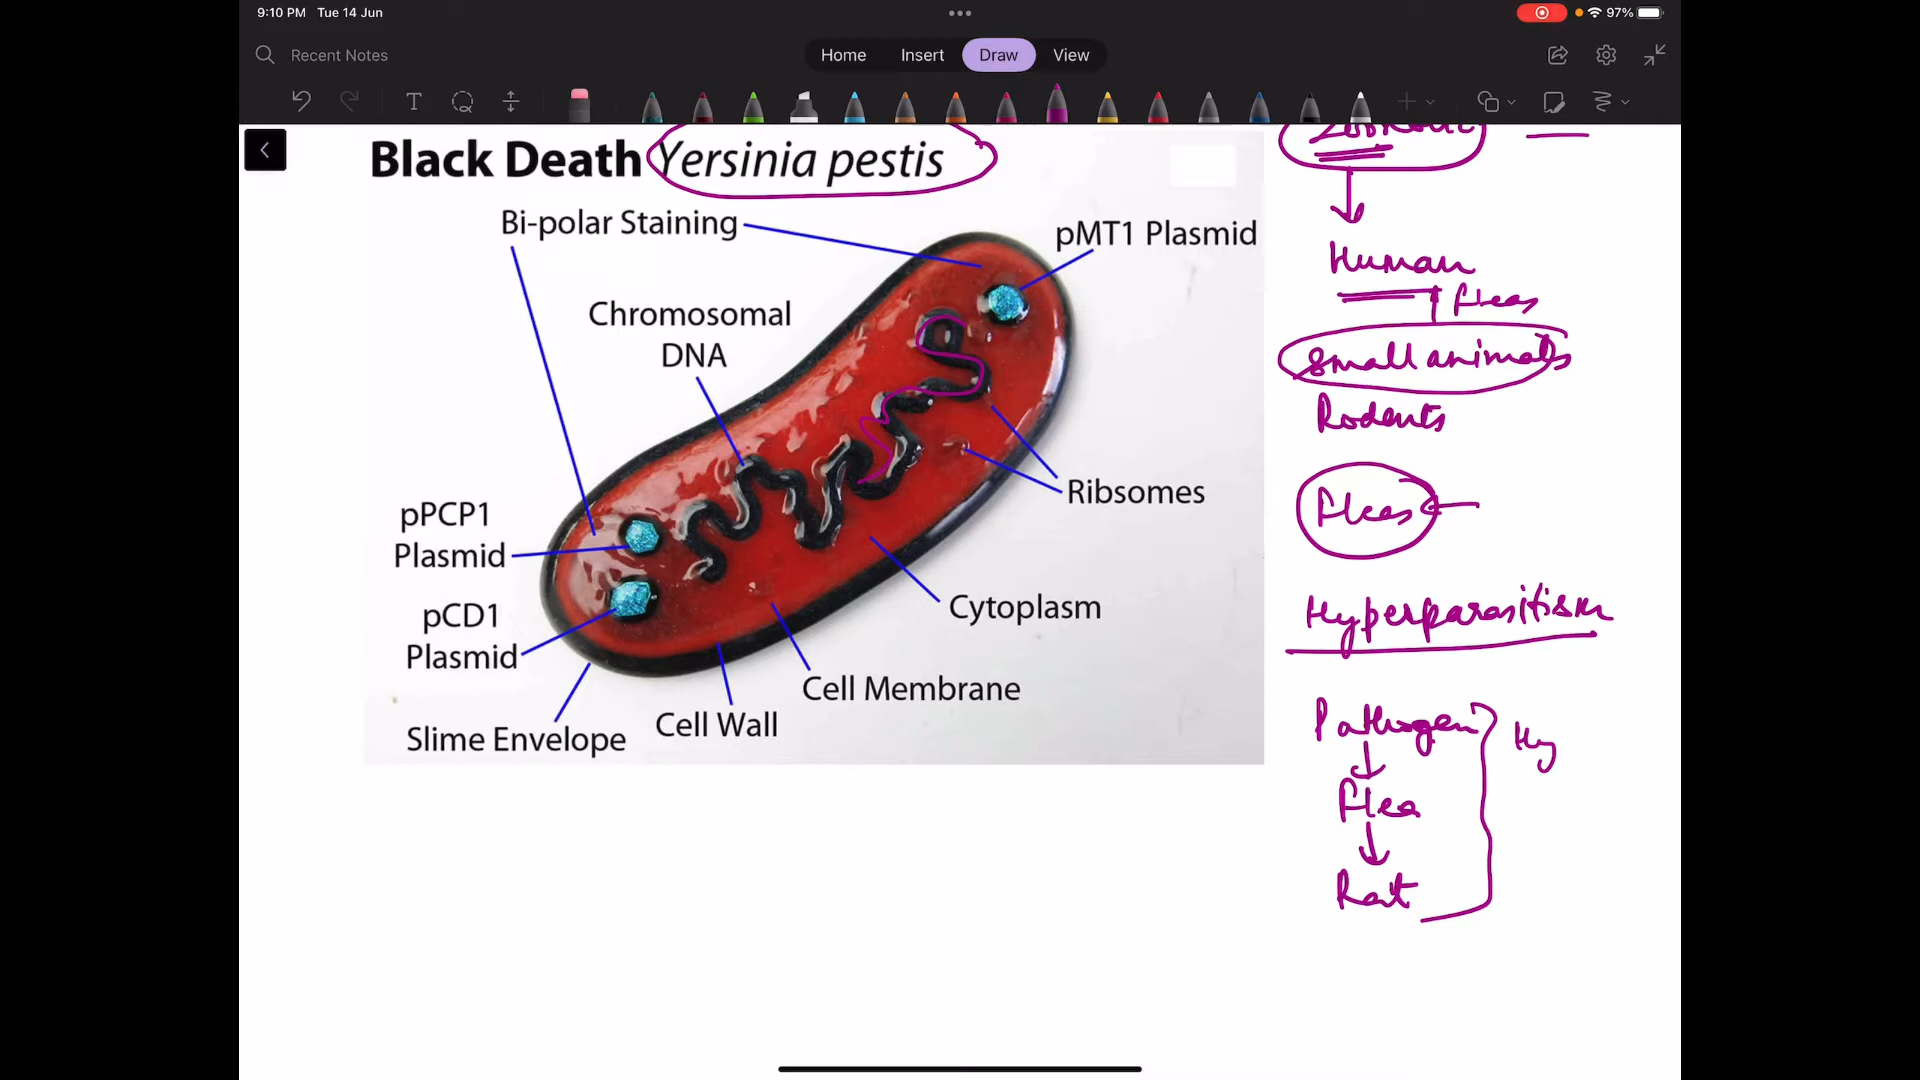 9:10 PM Tue 14 Jun
97%
Recent Notes
Home Insert Draw View
Black Death Yersinia pestis
Bi-polar Staining
pMT1 Plasmid
Chromosomal
DNA
pPCP1
Plasmid
pCD1
Plasmid
Ribsomes
Cytoplasm
Cell Membrane
Cell Wall
Slime Envelope
Zoonotic
Human
fleas
small animals
Rodents
Fleas
Hyperparasitism
Pathogen
Hy
Flea
Rat